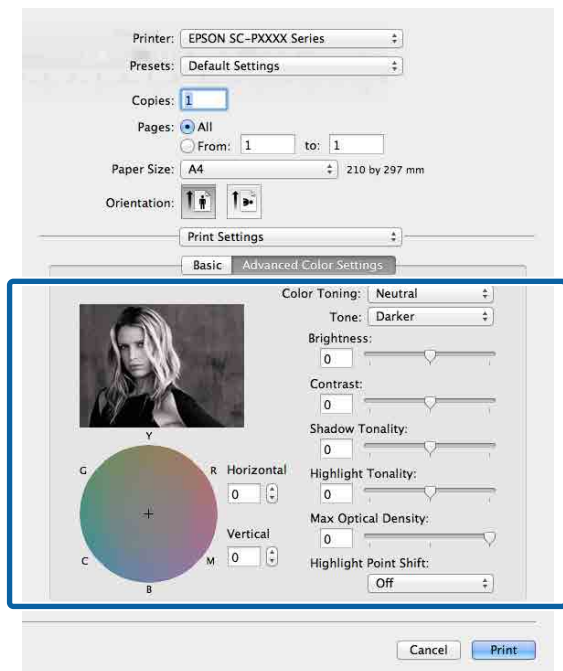 Printer: EPSON SC-PXXXX Series
Presets: Default Settings
Copies: 1
Pages: All
From: 1 to: 1
Paper Size: A4 210 by 297 mm
Orientation:
Print Settings
Basic Advanced Color Settings
Color Toning: Neutral
Tone: Darker
Brightness:
0
Contrast:
0
Shadow Tonality:
0
Highlight Tonality:
0
Max Optical Density:
0
Highlight Point Shift:
Off
Y
G R
C M
B
Horizontal
0
Vertical
0
Cancel Print